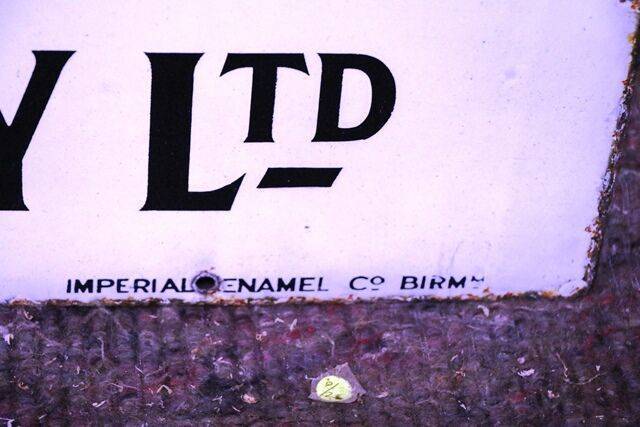 Y LTD
IMPERIAL ENAMEL Co BIRMM